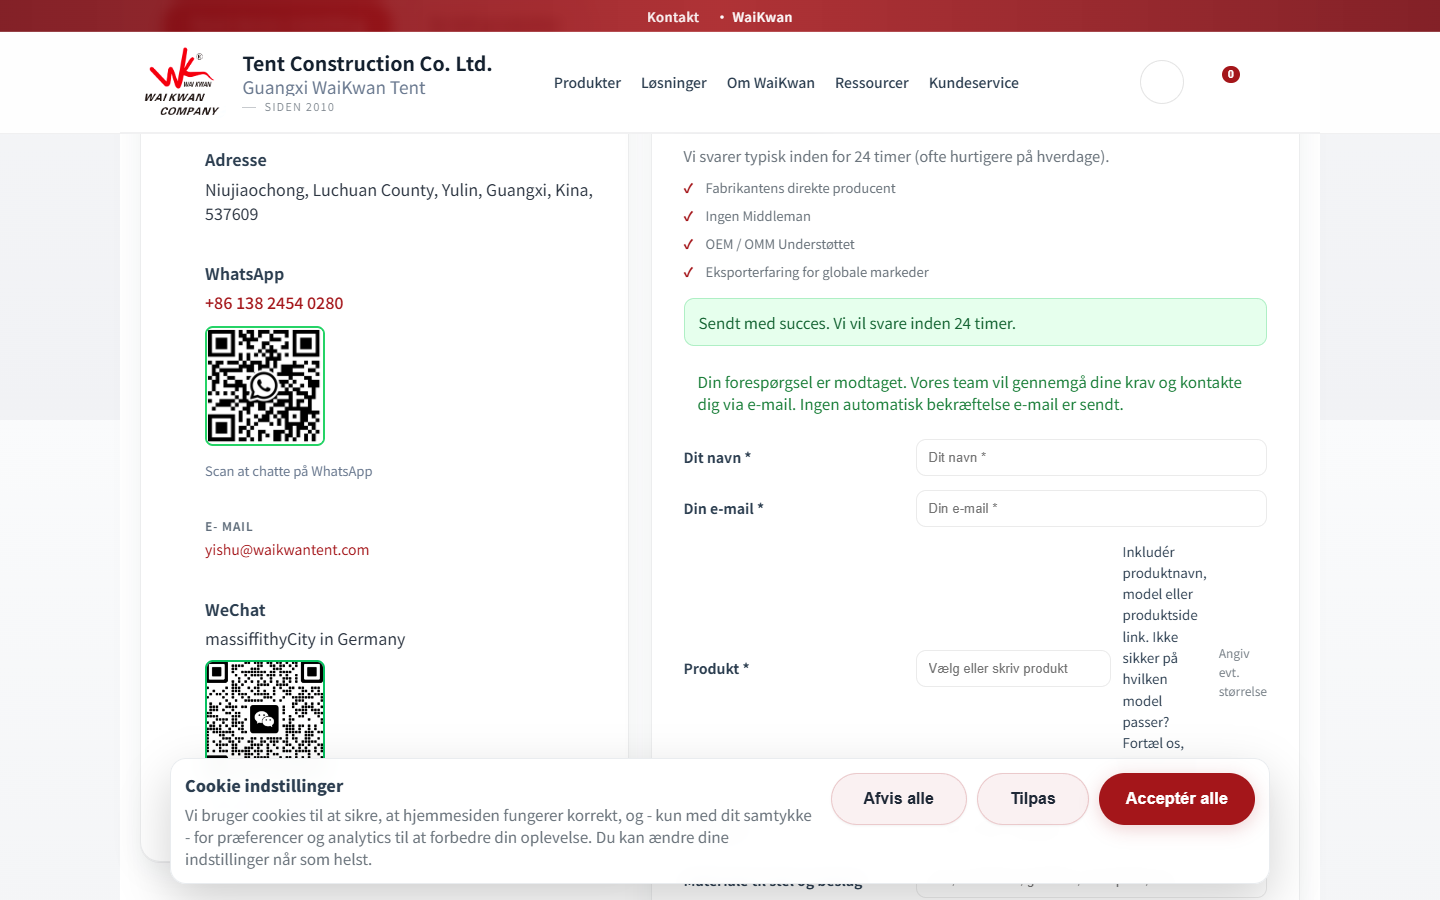 Kontakt • WaiKwan
WK ®
WAI KWAN
WAI KWAN
COMPANY
Tent Construction Co. Ltd.
Guangxi WaiKwan Tent
SIDEN 2010
Produkter Løsninger Om WaiKwan Ressourcer Kundeservice
0
Adresse
Niujiaochong, Luchuan County, Yulin, Guangxi, Kina,
537609
WhatsApp
+86 138 2454 0280
Scan at chatte på WhatsApp
E- MAIL
yishu@waikwantent.com
WeChat
massiffithyCity in Germany
Vi svarer typisk inden for 24 timer (ofte hurtigere på hverdage).
✓ Fabrikantens direkte producent
✓ Ingen Middleman
✓ OEM / OMM Understøttet
✓ Eksporterfaring for globale markeder
Sendt med succes. Vi vil svare inden 24 timer.
Din forespørgsel er modtaget. Vores team vil gennemgå dine krav og kontakte
dig via e-mail. Ingen automatisk bekræftelse e-mail er sendt.
Dit navn * Dit navn *
Din e-mail * Din e-mail *
Produkt * Vælg eller skriv produkt
Inkludér
produktnavn,
model eller
produktside
link. Ikke
sikker på
hvilken
model
passer?
Fortæl os,
Angiv
evt.
størrelse
Cookie indstillinger
Vi bruger cookies til at sikre, at hjemmesiden fungerer korrekt, og - kun med dit samtykke
- for præferencer og analytics til at forbedre din oplevelse. Du kan ændre dine
indstillinger når som helst.
Afvis alle Tilpas Acceptér alle